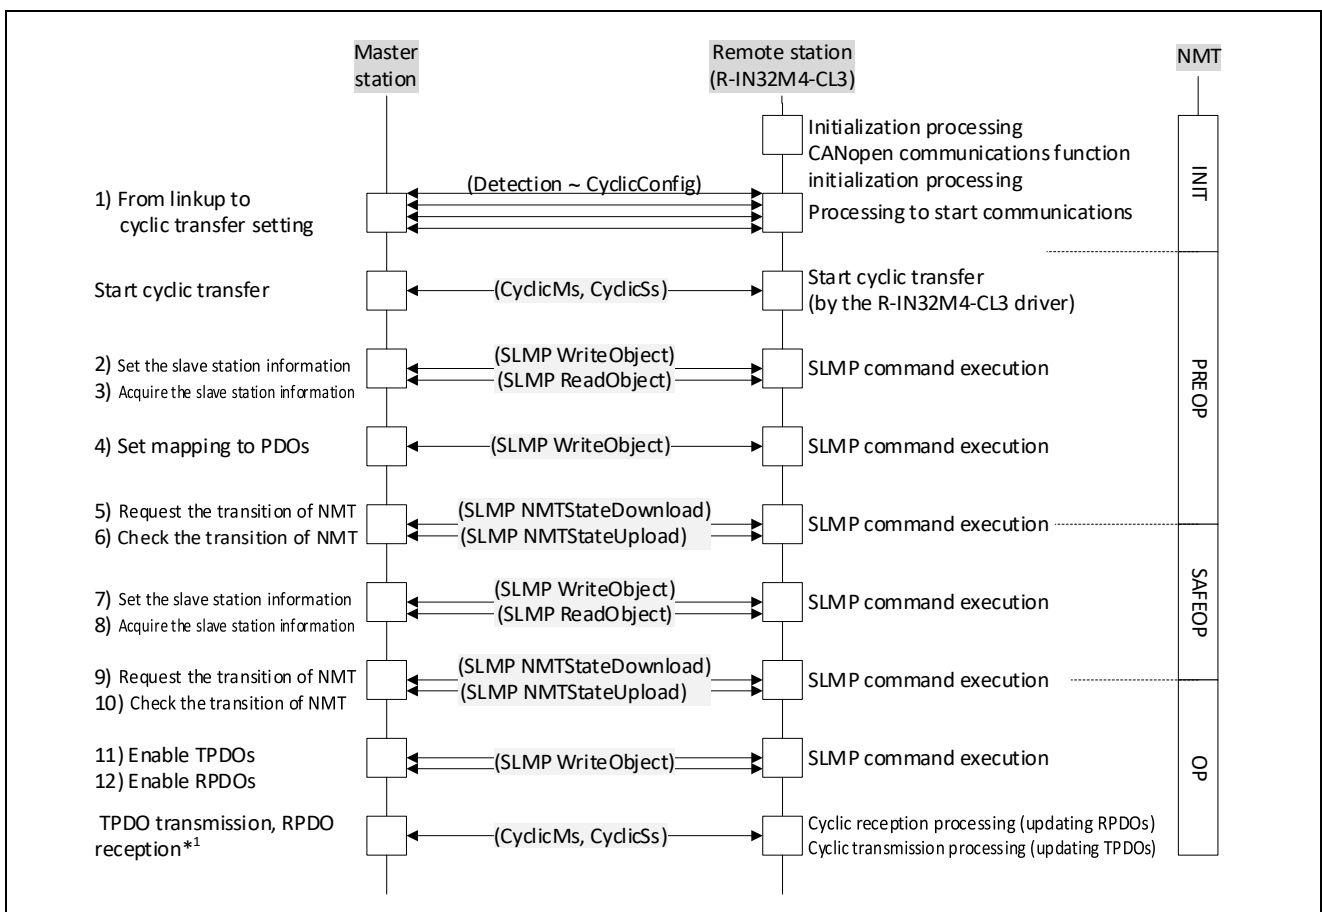 Master
station
Remote station
(R-IN32M4-CL3)
NMT
Initialization processing
CANopen communications function
initialization processing
INIT
1) From linkup to
cyclic transfer setting
(Detection ~ CyclicConfig)
Processing to start communications
Start cyclic transfer
(CyclicMs, CyclicSs)
Start cyclic transfer
(by the R-IN32M4-CL3 driver)
2) Set the slave station information
3) Acquire the slave station information
(SLMP WriteObject)
(SLMP ReadObject)
SLMP command execution
PREOP
4) Set mapping to PDOs
(SLMP WriteObject)
SLMP command execution
5) Request the transition of NMT
6) Check the transition of NMT
(SLMP NMTStateDownload)
(SLMP NMTStateUpload)
SLMP command execution
7) Set the slave station information
8) Acquire the slave station information
(SLMP WriteObject)
(SLMP ReadObject)
SLMP command execution
SAFEOP
9) Request the transition of NMT
10) Check the transition of NMT
(SLMP NMTStateDownload)
(SLMP NMTStateUpload)
SLMP command execution
11) Enable TPDOs
12) Enable RPDOs
(SLMP WriteObject)
SLMP command execution
OP
TPDO transmission, RPDO
reception*1
(CyclicMs, CyclicSs)
Cyclic reception processing (updating RPDOs)
Cyclic transmission processing (updating TPDOs)